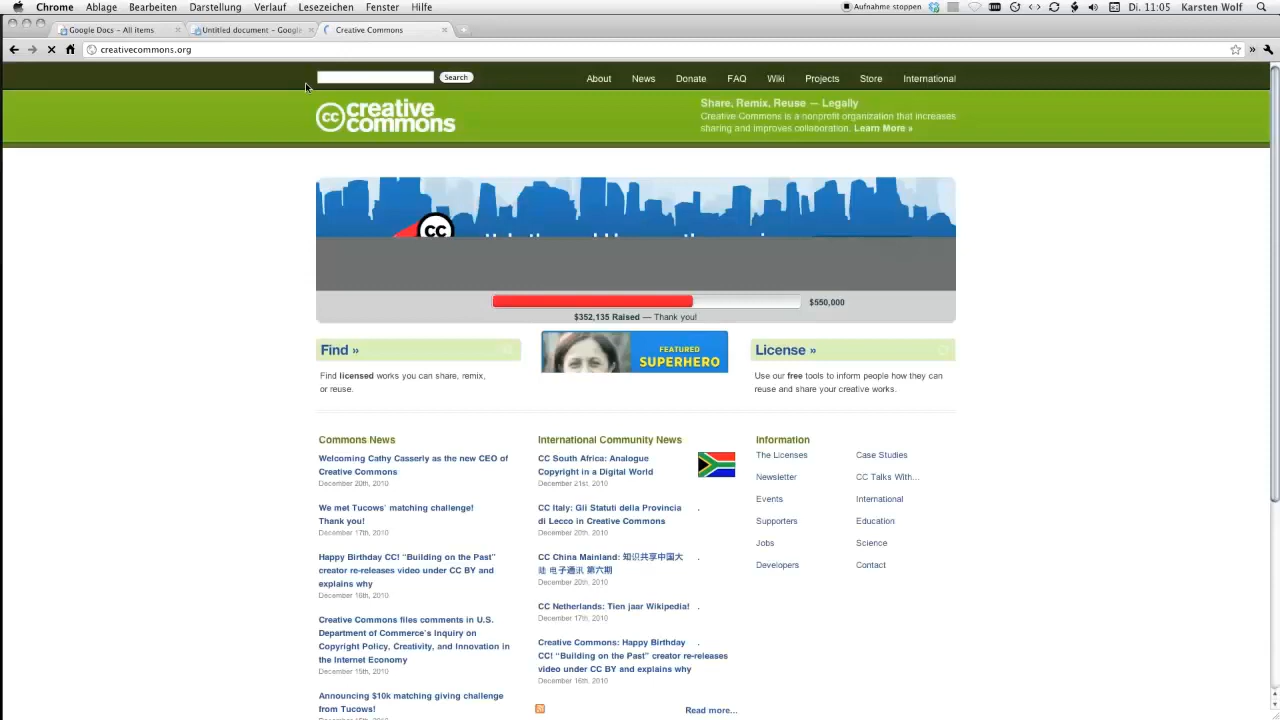 Chrome Ablage Bearbeiten Darstellung Verlauf Lesezeichen Fenster Hilfe
Aufnahme stoppen Di. 11:05 Karsten Wolf
Google Docs – All items
Untitled document – Google
Creative Commons
creativecommons.org
Search
About News Donate FAQ Wiki Projects Store International
cc creative
commons
Share, Remix, Reuse — Legally
Creative Commons is a nonprofit organization that increases
sharing and improves collaboration. Learn More »
CC
$550,000
$352,135 Raised — Thank you!
Find »
Find licensed works you can share, remix,
or reuse.
FEATURED
SUPERHERO
License »
Use our free tools to inform people how they can
reuse and share your creative works.
Commons News
Welcoming Cathy Casserly as the new CEO of
Creative Commons
December 20th, 2010
We met Tucows’ matching challenge!
Thank you!
December 17th, 2010
Happy Birthday CC! “Building on the Past”
creator re-releases video under CC BY and
explains why
December 16th, 2010
Creative Commons files comments in U.S.
Department of Commerce’s Inquiry on
Copyright Policy, Creativity, and Innovation in
the Internet Economy
December 15th, 2010
Announcing $10k matching giving challenge
from Tucows!
International Community News
CC South Africa: Analogue
Copyright in a Digital World
December 21st, 2010
CC Italy: Gli Statuti della Provincia
di Lecco in Creative Commons
December 20th, 2010
CC China Mainland: 知识共享中国大
陆 电子通讯 第六期
December 20th, 2010
CC Netherlands: Tien jaar Wikipedia!
December 17th, 2010
Creative Commons: Happy Birthday
CC! “Building on the Past” creator re-releases
video under CC BY and explains why
December 16th, 2010
Read more...
Information
The Licenses
Newsletter
Events
Supporters
Jobs
Developers
Case Studies
CC Talks With...
International
Education
Science
Contact